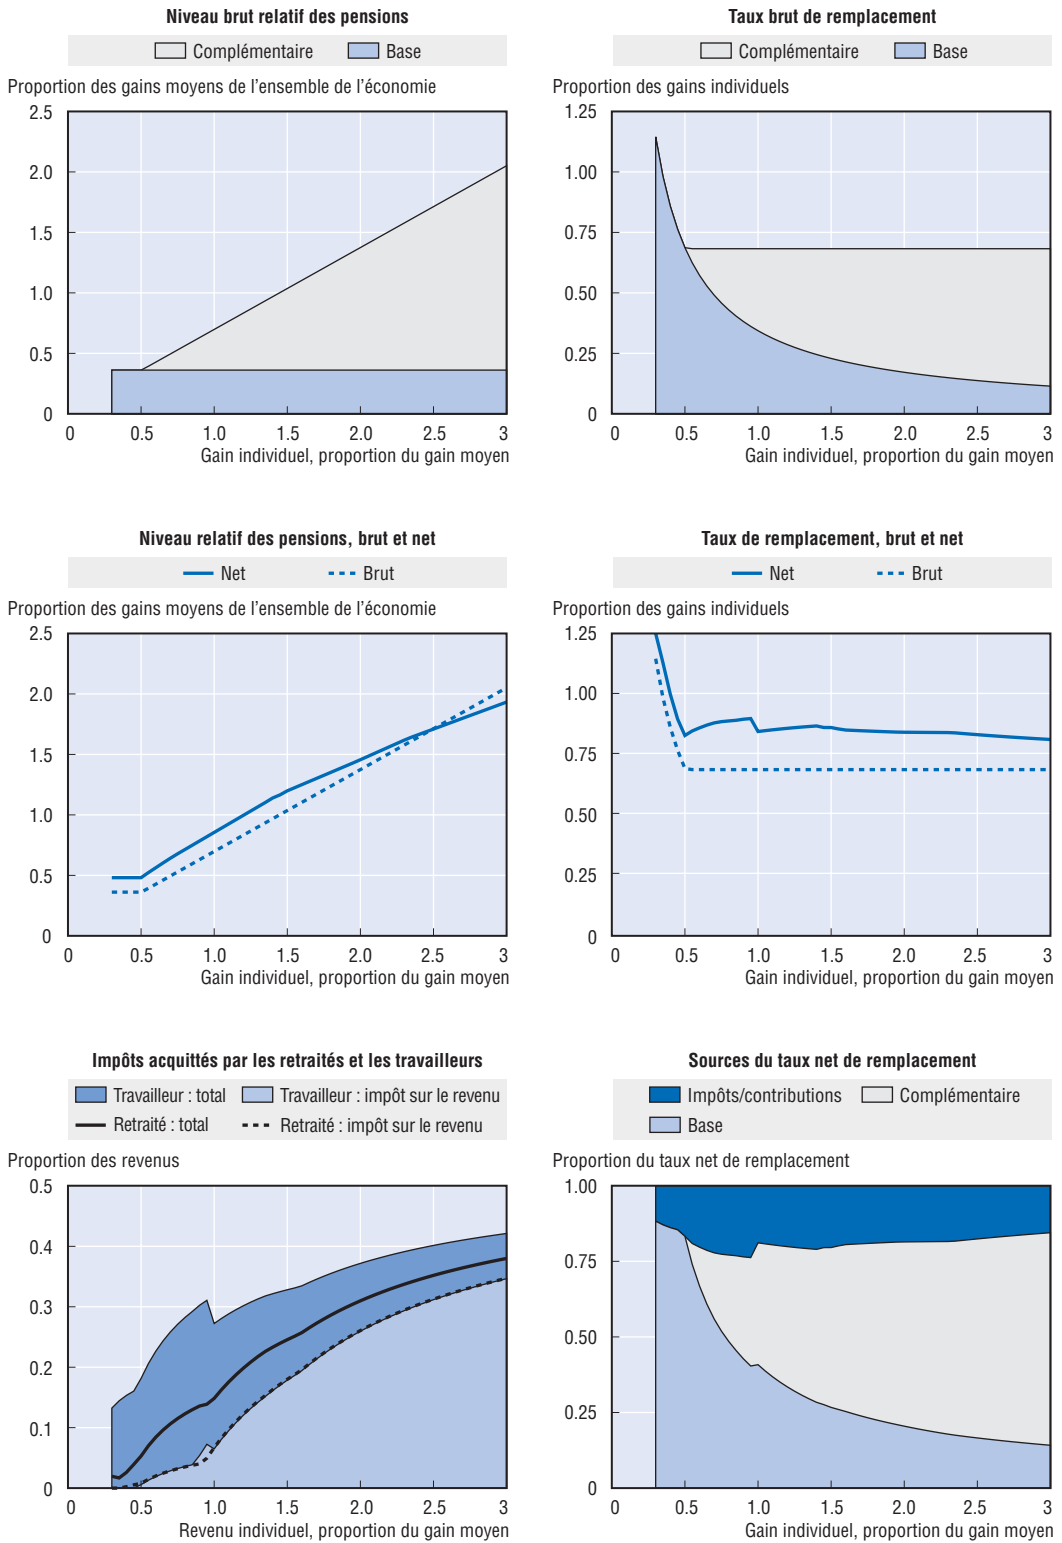 Niveau brut relatif des pensions
Complémentaire Base
Proportion des gains moyens de l'ensemble de l'économie
2.5
2.0
1.5
1.0
0.5
0
0 0.5 1.0 1.5 2.0 2.5 3
Gain individuel, proportion du gain moyen
Taux brut de remplacement
Complémentaire Base
Proportion des gains individuels
1.25
1.00
0.75
0.50
0.25
0
0 0.5 1.0 1.5 2.0 2.5 3
Gain individuel, proportion du gain moyen
Niveau relatif des pensions, brut et net
Net Brut
Proportion des gains moyens de l'ensemble de l'économie
2.5
2.0
1.5
1.0
0.5
0
0 0.5 1.0 1.5 2.0 2.5 3
Gain individuel, proportion du gain moyen
Taux de remplacement, brut et net
Net Brut
Proportion des gains individuels
1.25
1.00
0.75
0.50
0.25
0
0 0.5 1.0 1.5 2.0 2.5 3
Gain individuel, proportion du gain moyen
Impôts acquittés par les retraités et les travailleurs
Travailleur : total Travailleur : impôt sur le revenu
Retraité : total Retraité : impôt sur le revenu
Proportion des revenus
0.5
0.4
0.3
0.2
0.1
0
0 0.5 1.0 1.5 2.0 2.5 3
Revenu individuel, proportion du gain moyen
Sources du taux net de remplacement
Impôts/contributions Complémentaire
Base
Proportion du taux net de remplacement
1.00
0.75
0.50
0.25
0
0 0.5 1.0 1.5 2.0 2.5 3
Gain individuel, proportion du gain moyen